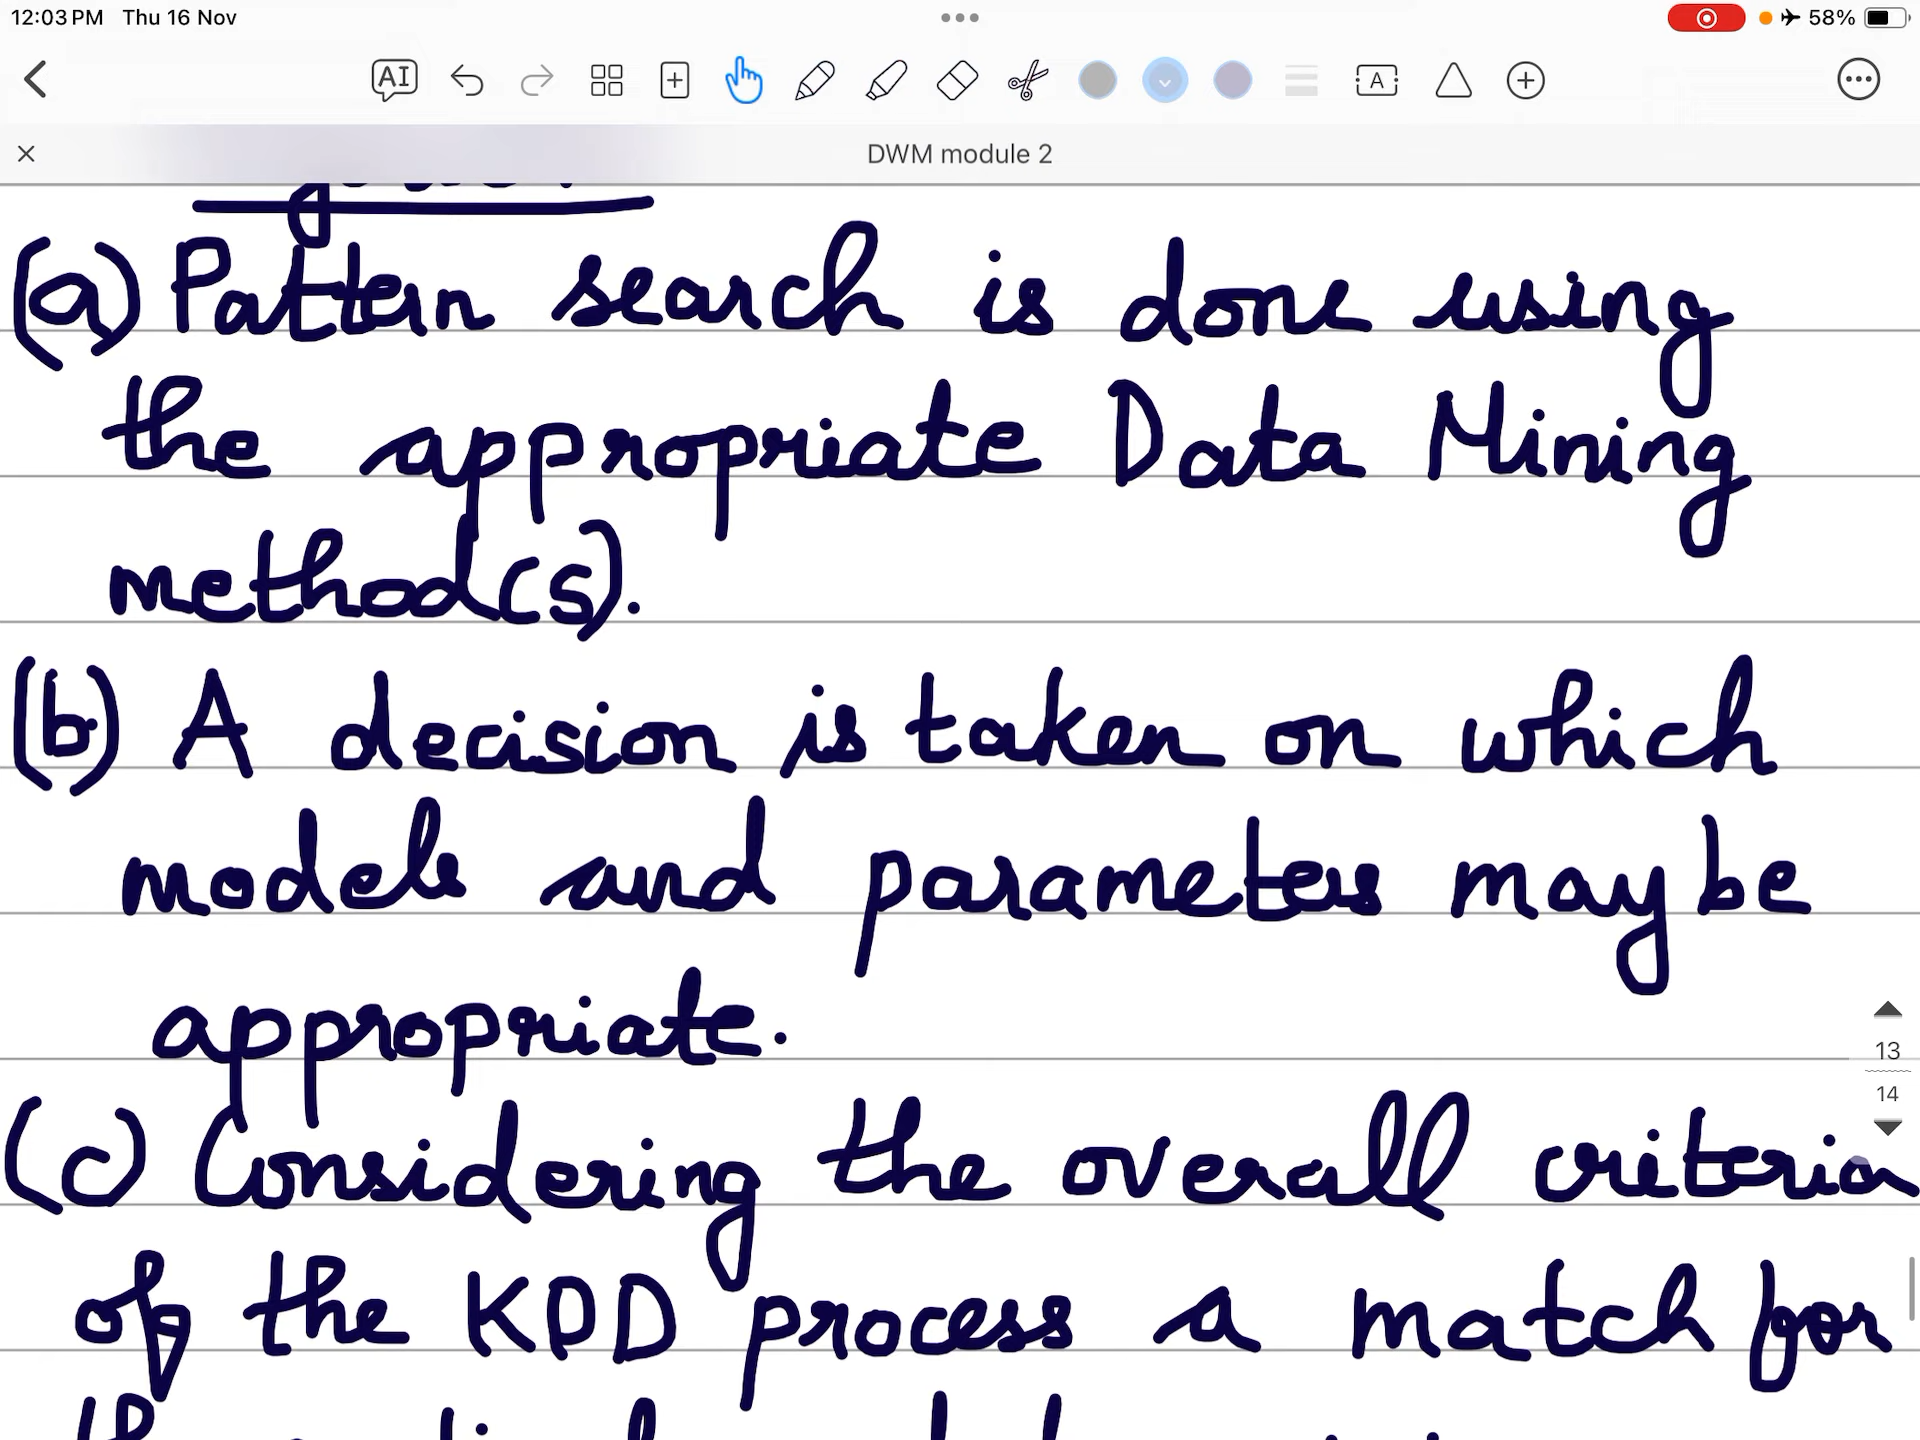 12:03 PM Thu 16 Nov
58%
AI
A
DWM module 2
(a) Pattern search is done using
the appropriate Data Mining
method(s).
(b) A decision is taken on which
models and parameters may be
appropriate.
13
14
(c) Considering the overall criteria
of the KDD process a match for